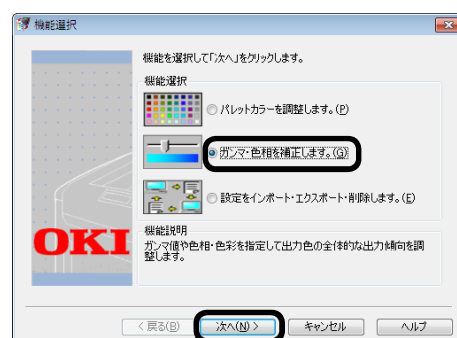 機能選択
機能を選択して「次へ」をクリックします。
機能選択
パレットカラーを調整します。(P)
ガンマ・色相を補正します。(G)
設定をインポート・エクスポート・削除します。(E)
OKI
機能説明
ガンマ値や色相・色彩を指定して出力色の全体的な出力傾向を調
整します。
< 戻る(B)
次へ(N) >
キャンセル
ヘルプ